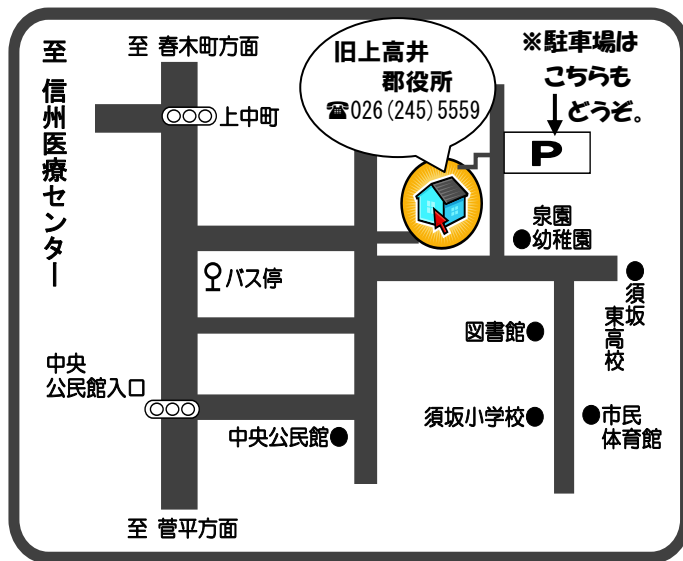 至 信州医療センター
至 春木町方面
上中町
旧上高井
郡役所
☎026(245)5559
※駐車場は
こちらも
どうぞ。
P
泉園
幼稚園
バス停
須坂
東高校
図書館
中央
公民館入口
中央公民館
須坂小学校
市民
体育館
至 菅平方面